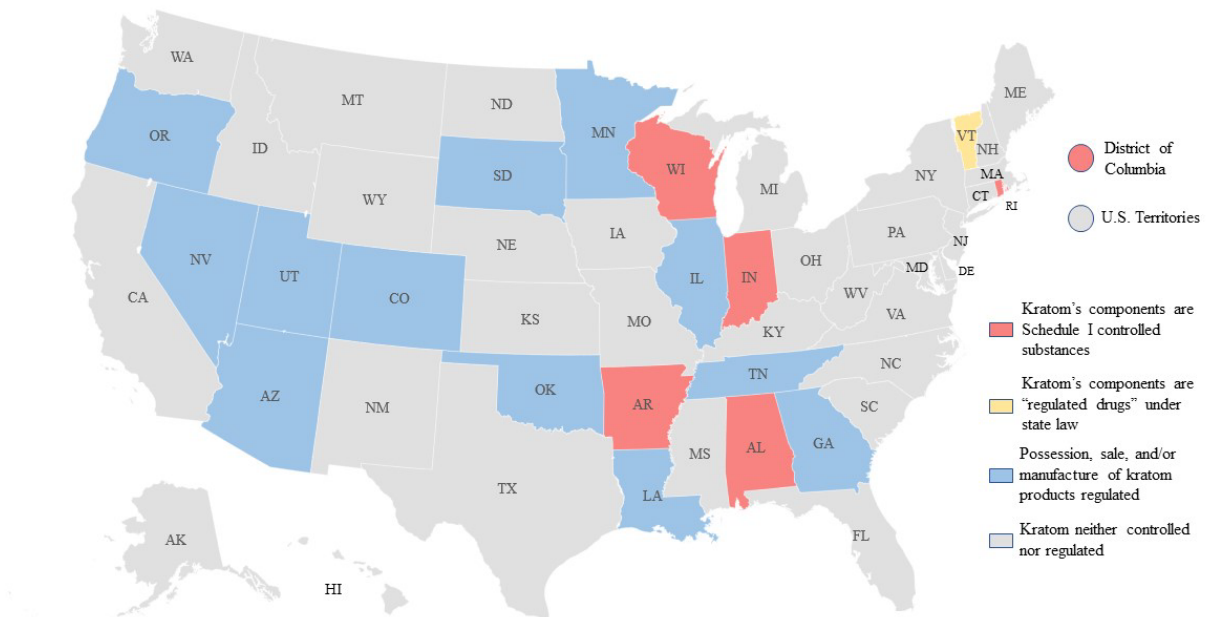 WA
MT
ND
MN
ME
OR
ID
SD
WI
VT
NH
NY
MA
CT
RI
MI
WY
IA
NE
PA
NJ
NV
UT
CO
IL
IN
OH
MD
DE
WV
VA
CA
KS
MO
KY
NC
TN
AZ
NM
OK
AR
SC
MS
AL
GA
TX
LA
FL
AK
HI
District of
Columbia
U.S. Territories
Kratom’s components are
Schedule I controlled
substances
Kratom’s components are
“regulated drugs” under
state law
Possession, sale, and/or
manufacture of kratom
products regulated
Kratom neither controlled
nor regulated